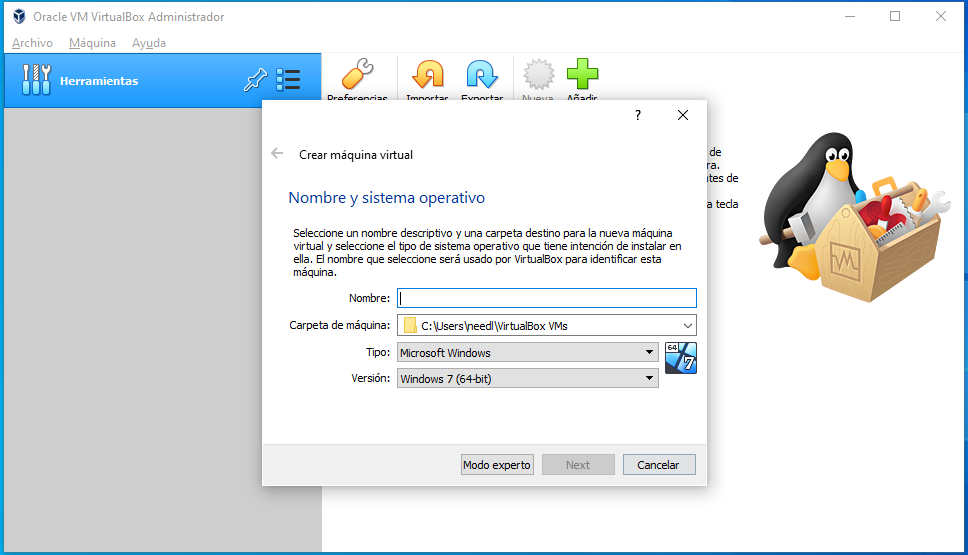 Oracle VM VirtualBox Administrador
Archivo Máquina Ayuda
Herramientas
Preferencias Importar Exportar Nueva Añadir
? 
Crear máquina virtual
Nombre y sistema operativo
Seleccione un nombre descriptivo y una carpeta destino para la nueva máquina
virtual y seleccione el tipo de sistema operativo que tiene intención de instalar en
ella. El nombre que seleccione será usado por VirtualBox para identificar esta
máquina.
Nombre:
Carpeta de máquina: C:\Users\needl\VirtualBox VMs
Tipo: Microsoft Windows
64
7
Versión: Windows 7 (64-bit)
Modo experto Next Cancelar
de
a tecla